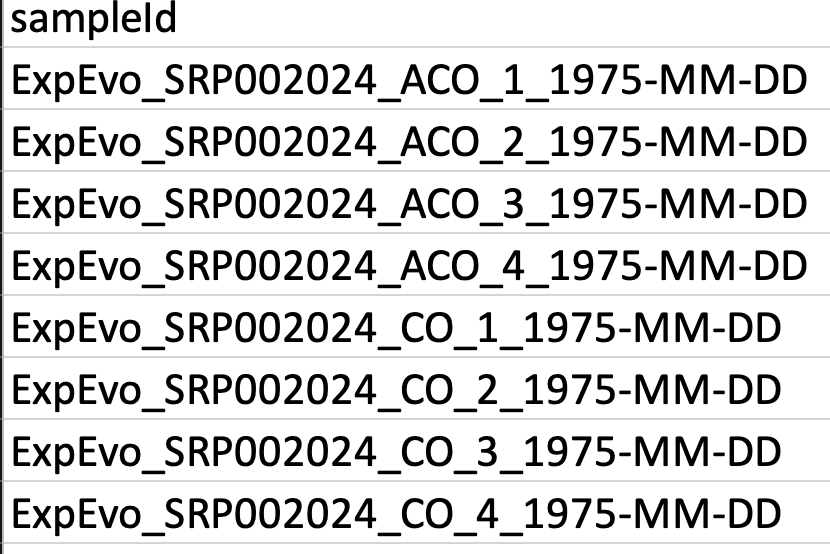 sampleId
ExpEvo_SRP002024_ACO_1_1975-MM-DD
ExpEvo_SRP002024_ACO_2_1975-MM-DD
ExpEvo_SRP002024_ACO_3_1975-MM-DD
ExpEvo_SRP002024_ACO_4_1975-MM-DD
ExpEvo_SRP002024_CO_1_1975-MM-DD
ExpEvo_SRP002024_CO_2_1975-MM-DD
ExpEvo_SRP002024_CO_3_1975-MM-DD
ExpEvo_SRP002024_CO_4_1975-MM-DD